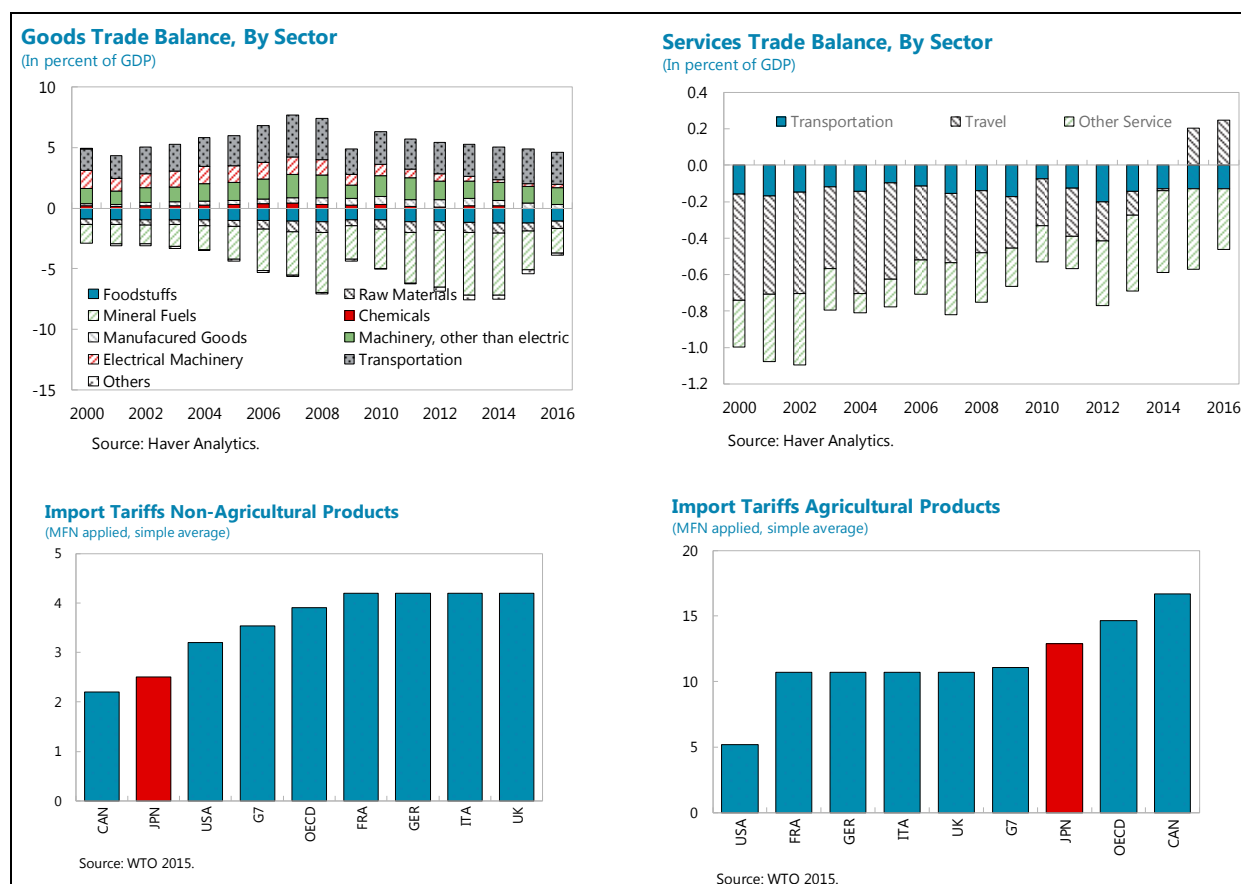 Goods Trade Balance, By Sector
(In percent of GDP)
10
5
0
-5
-10
-15
Foodstuffs
Raw Materials
Mineral Fuels
Chemicals
Manufacured Goods
Machinery, other than electric
Electrical Machinery
Transportation
Others
2000 2002 2004 2006 2008 2010 2012 2014 2016
Source: Haver Analytics.
Services Trade Balance, By Sector
(In percent of GDP)
0.4
0.2
0.0
-0.2
-0.4
-0.6
-0.8
-1.0
-1.2
Transportation Travel Other Service
2000 2002 2004 2006 2008 2010 2012 2014 2016
Source: Haver Analytics.
Import Tariffs Non-Agricultural Products
(MFN applied, simple average)
5
4
3
2
1
0
CAN JPN USA G7 OECD FRA GER ITA UK
Source: WTO 2015.
Import Tariffs Agricultural Products
(MFN applied, simple average)
20
15
10
5
0
USA FRA GER ITA UK G7 JPN OECD CAN
Source: WTO 2015.